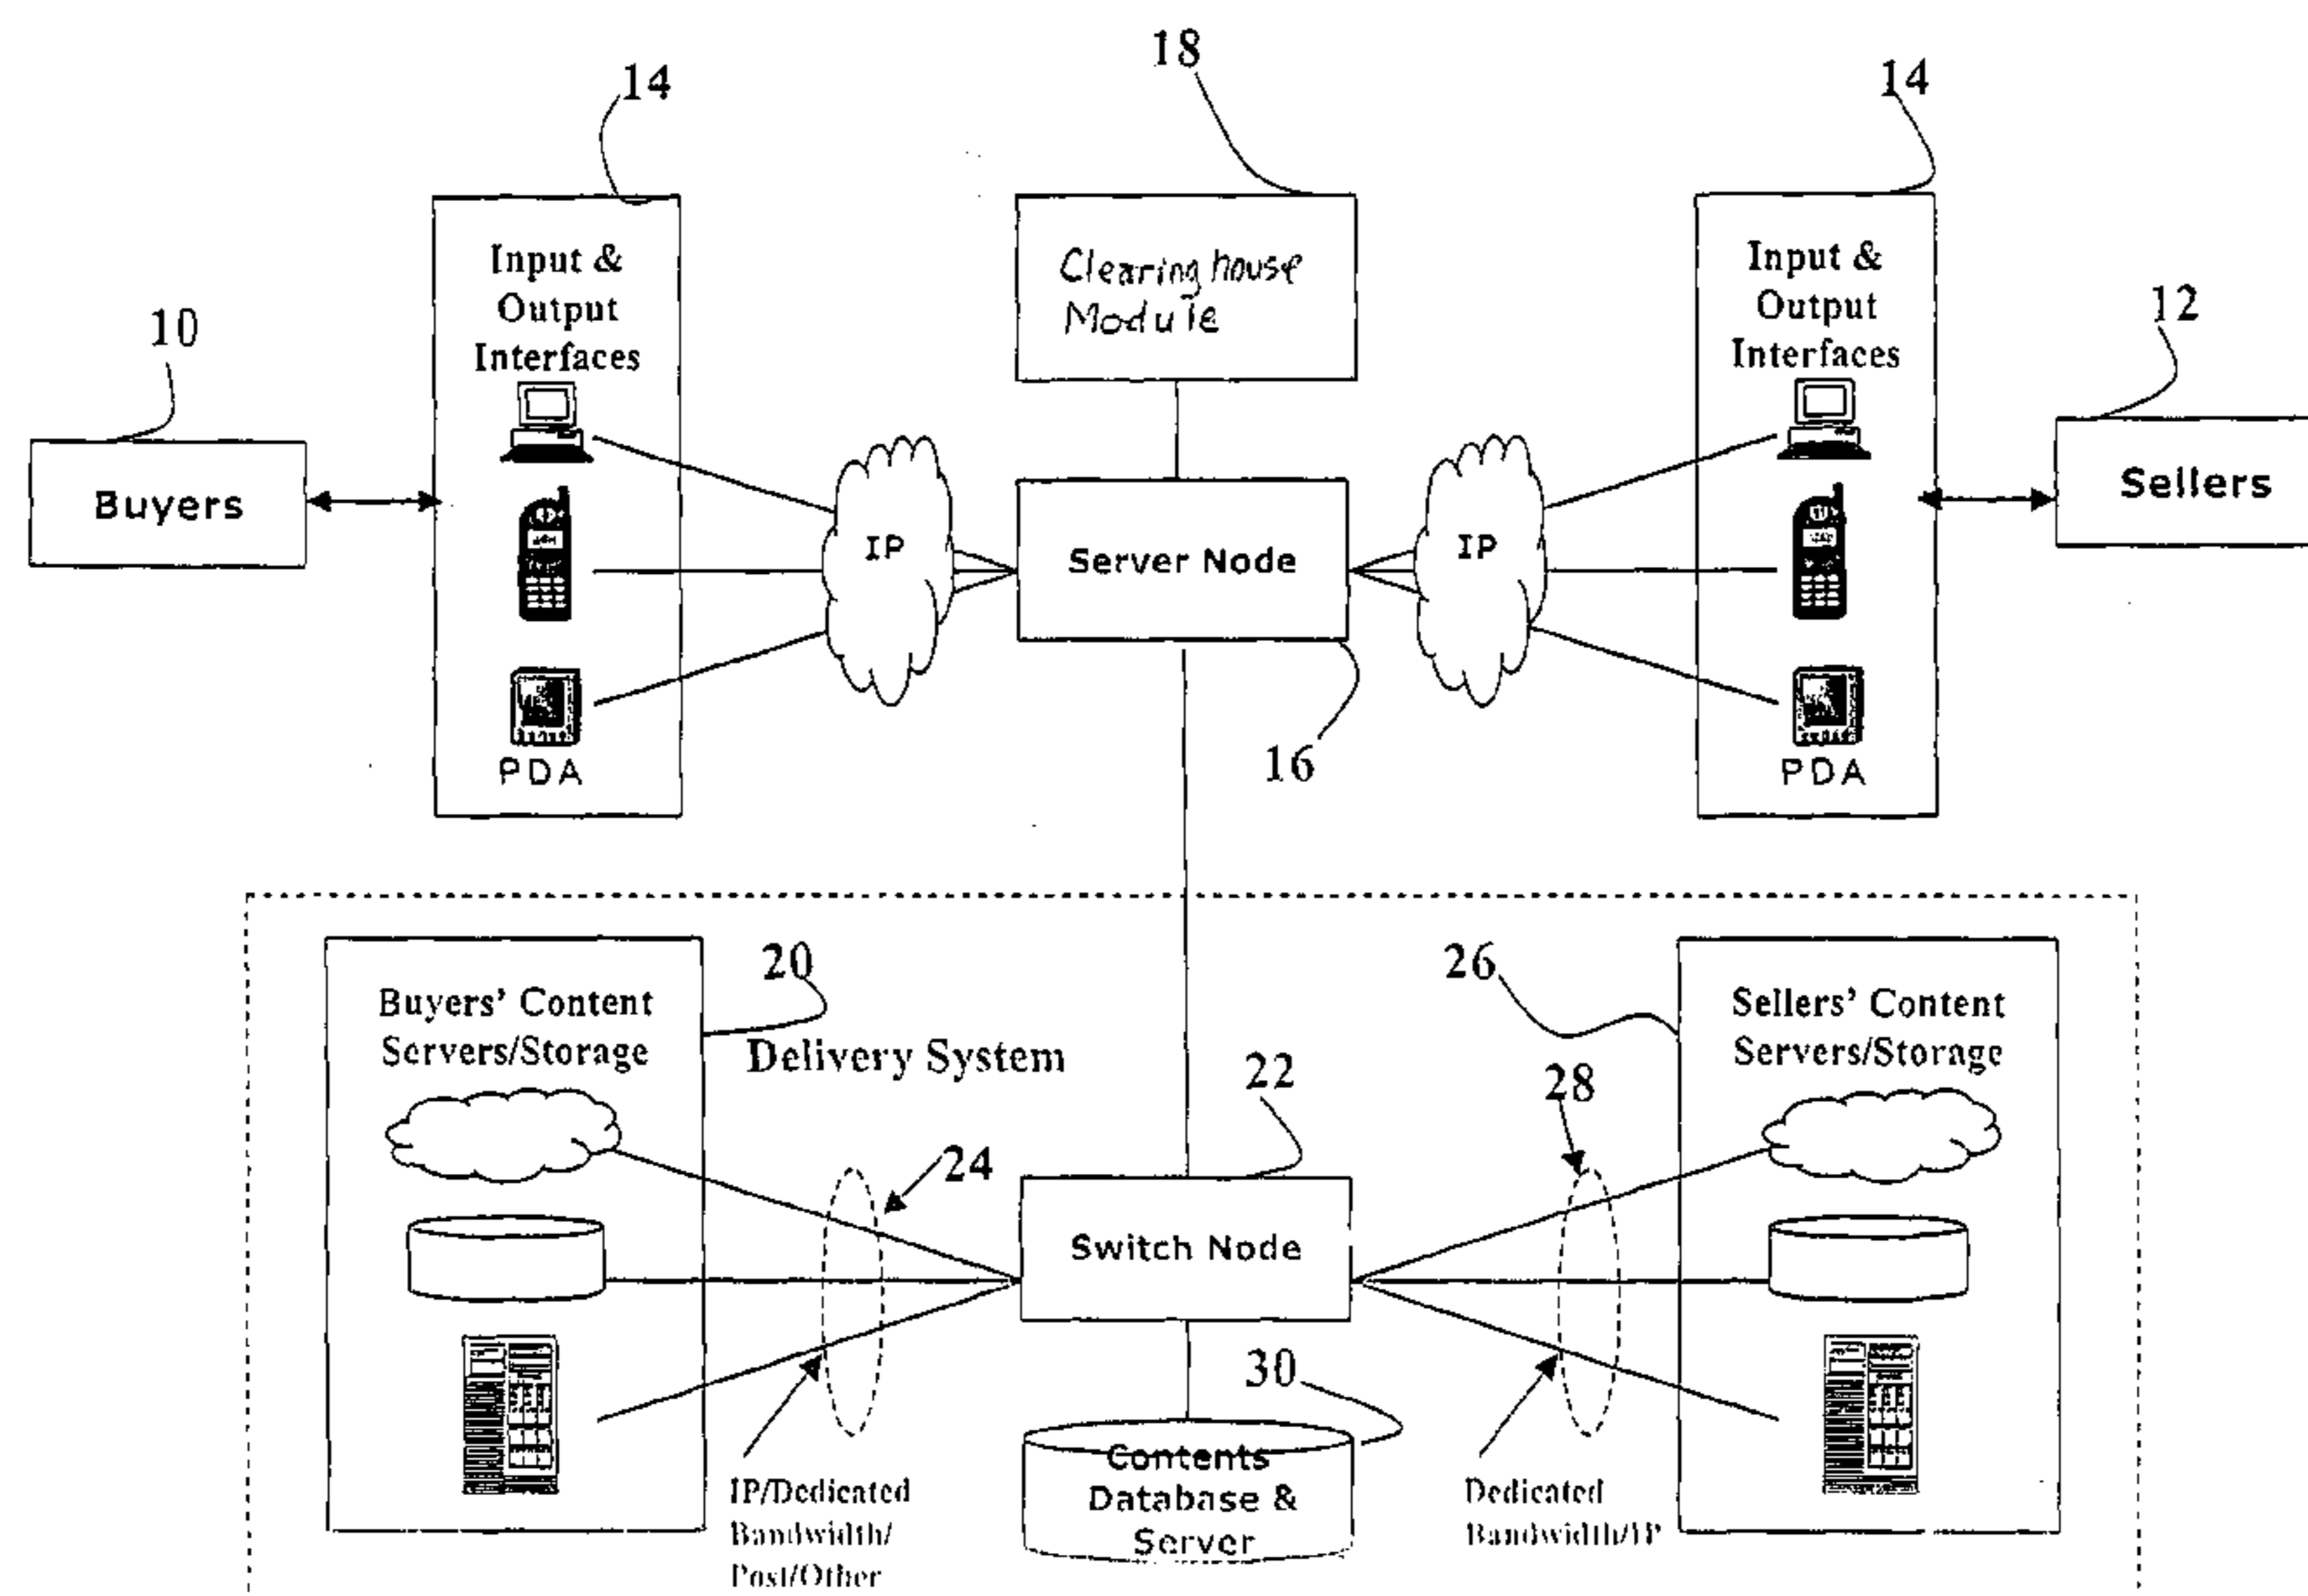 18
14
14
Input &
Output
Interfaces
Clearing house
Module
Input &
Output
Interfaces
10
12
Buyers
Sellers
IP
Server Node
IP
16
PDA
PDA
20
26
Buyers' Content
Servers/Storage
Sellers' Content
Servers/Storage
Delivery System
22
28
24
Switch Node
30
IP/Dedicated
Bandwidth/
Post/Other
Contents
Database &
Server
Dedicated
Bandwidth/IP